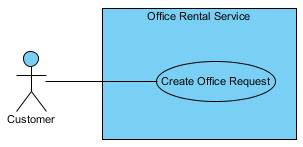 Office Rental Service
Create Office Request
Customer